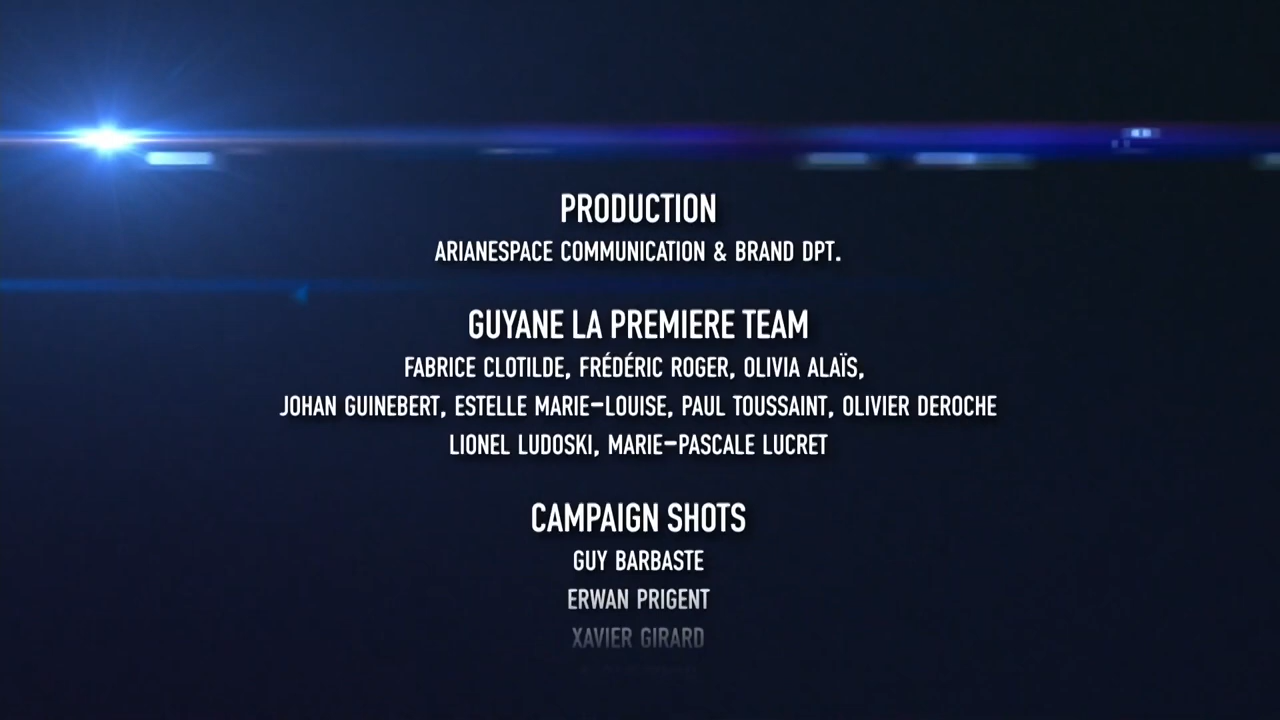 PRODUCTION
ARIANESPACE COMMUNICATION & BRAND DPT.
GUYANE LA PREMIERE TEAM
FABRICE CLOTILDE, FRÉDÉRIC ROGER, OLIVIA ALAÏS,
JOHAN GUINEBERT, ESTELLE MARIE-LOUISE, PAUL TOUSSAINT, OLIVIER DEROCHE
LIONEL LUDOSKI, MARIE-PASCALE LUCRET
CAMPAIGN SHOTS
GUY BARBASTE
ERWAN PRIGENT
XAVIER GIRARD